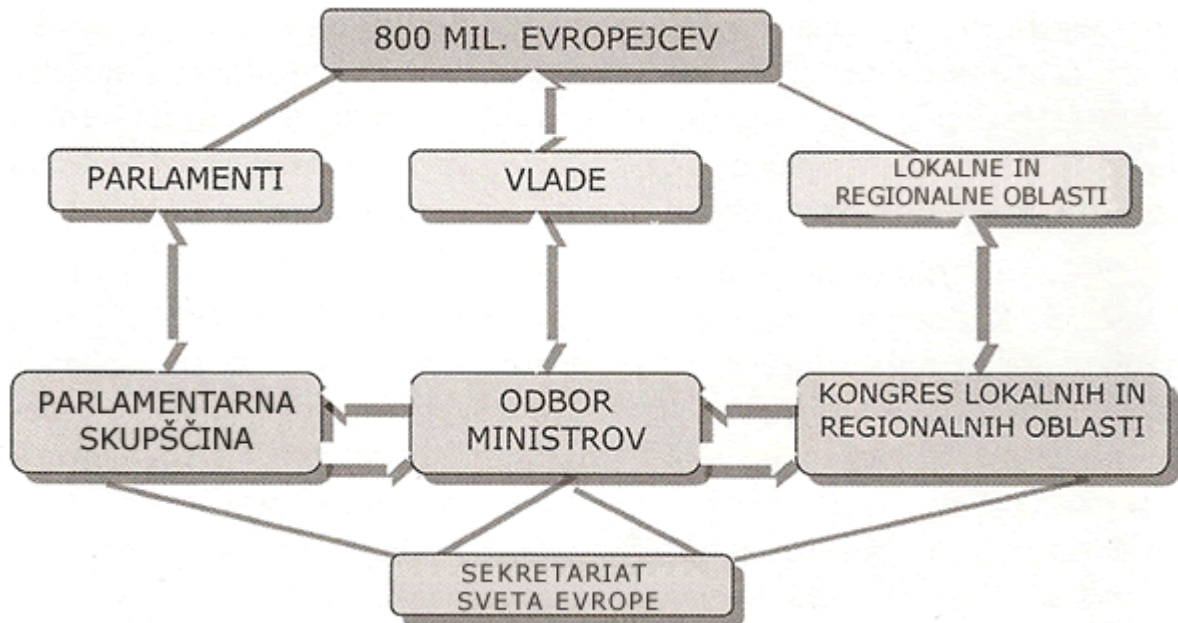 800 MIL. EVROPEJCEV
PARLAMENTI
VLADE
LOKALNE IN
REGIONALNE OBLASTI
PARLAMENTARNA
SKUPŠČINA
ODBOR
MINISTROV
KONGRES LOKALNIH IN
REGIONALNIH OBLASTI
SEKRETARIAT
SVETA EVROPE